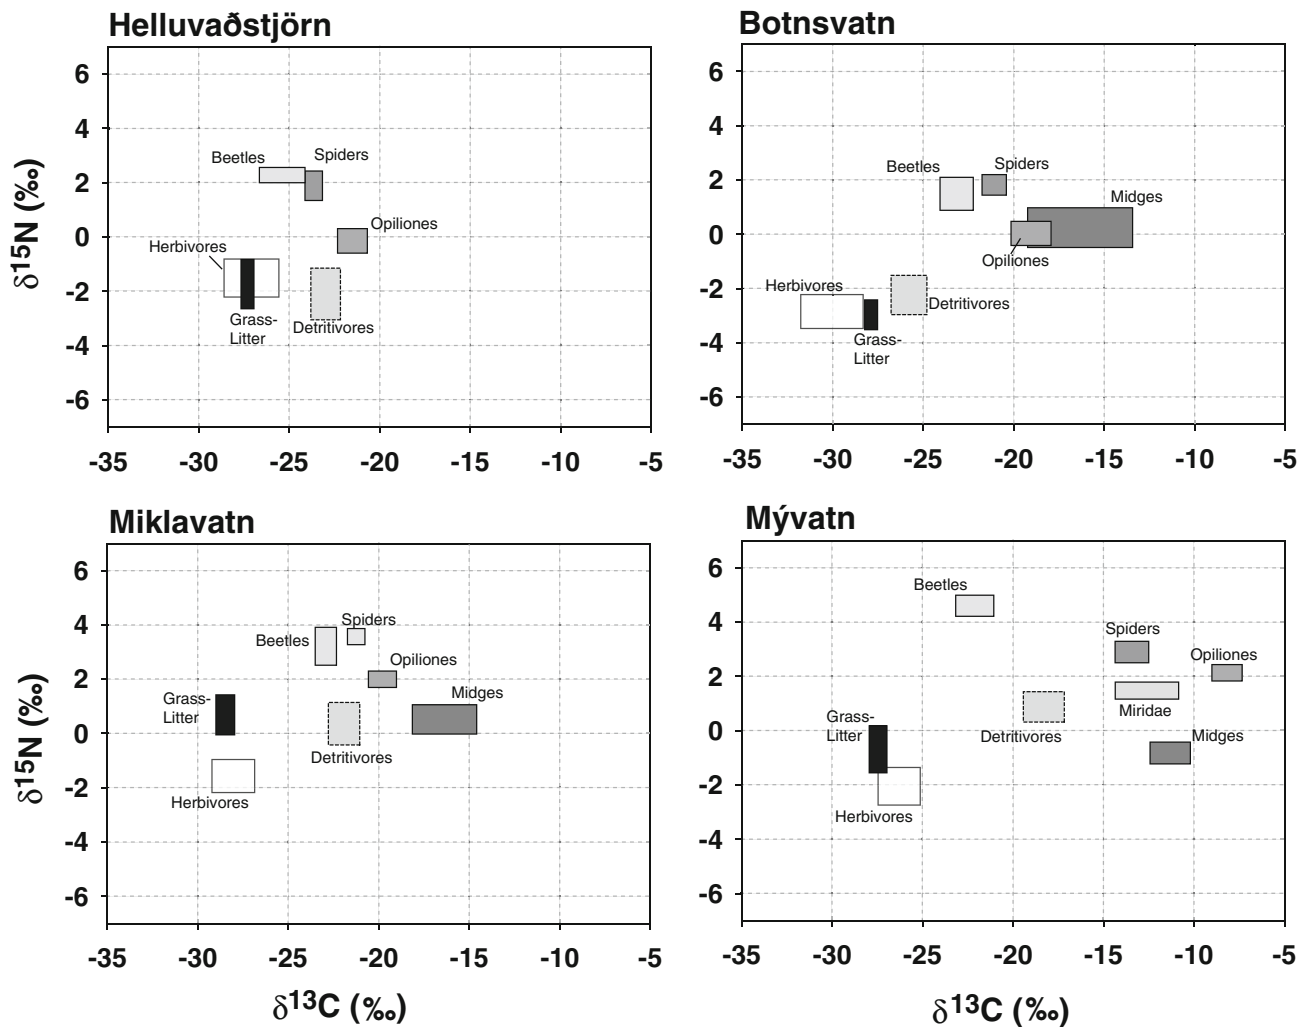 Helluvaðstjörn
6
4
2
0
-2
-4
-6
δ15N (‰)
Beetles
Spiders
Opiliones
Herbivores
Grass-
Litter
Detritivores
-35
-30
-25
-20
-15
-10
-5
Botnsvatn
6
4
2
0
-2
-4
-6
Beetles
Spiders
Midges
Opiliones
Herbivores
Detritivores
Grass-
Litter
-35
-30
-25
-20
-15
-10
-5
Miklavatn
6
4
2
0
-2
-4
-6
δ15N (‰)
Beetles
Spiders
Opiliones
Grass-
Litter
Midges
Detritivores
Herbivores
-35
-30
-25
-20
-15
-10
-5
δ13C (‰)
Mývatn
6
4
2
0
-2
-4
-6
Beetles
Spiders
Opiliones
Miridae
Grass-
Litter
Detritivores
Midges
Herbivores
-35
-30
-25
-20
-15
-10
-5
δ13C (‰)